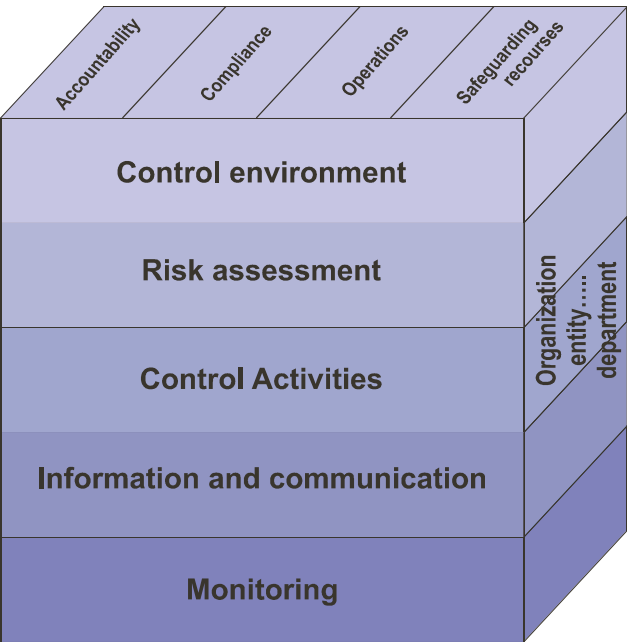 Accountability
Compliance
Operations
Safeguarding
recourses
Control environment
Risk assessment
Control Activities
Information and communication
Monitoring
Organization
entity.....
department